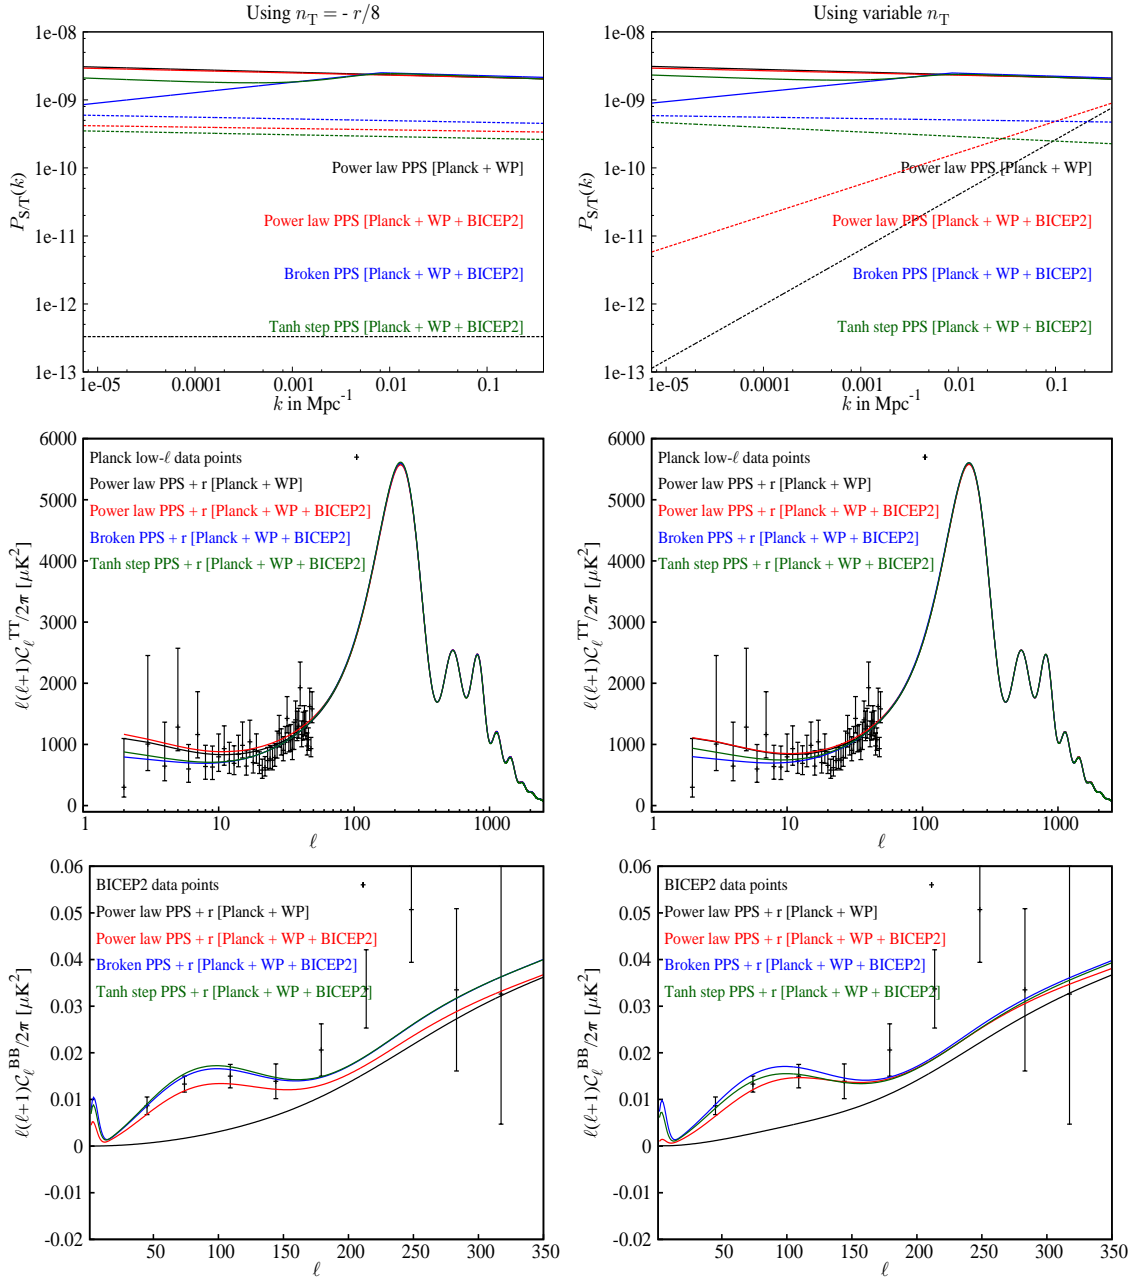 Using n_T = - r/8
1e-08
1e-09
1e-10
1e-11
1e-12
1e-13
P_S/T(k)
Power law PPS [Planck + WP]
Power law PPS [Planck + WP + BICEP2]
Broken PPS [Planck + WP + BICEP2]
Tanh step PPS [Planck + WP + BICEP2]
1e-05 0.0001 0.001 0.01 0.1
k in Mpc^-1
Using variable n_T
1e-08
1e-09
1e-10
1e-11
1e-12
1e-13
P_S/T(k)
Power law PPS [Planck + WP]
Power law PPS [Planck + WP + BICEP2]
Broken PPS [Planck + WP + BICEP2]
Tanh step PPS [Planck + WP + BICEP2]
1e-05 0.0001 0.001 0.01 0.1
k in Mpc^-1
6000
5000
4000
3000
2000
1000
0
ℓ(ℓ+1)C_ℓ^TT/2π [μK^2]
Planck low-ℓ data points
Power law PPS + r [Planck + WP]
Power law PPS + r [Planck + WP + BICEP2]
Broken PPS + r [Planck + WP + BICEP2]
Tanh step PPS + r [Planck + WP + BICEP2]
1 10 100 1000
ℓ
6000
5000
4000
3000
2000
1000
0
ℓ(ℓ+1)C_ℓ^TT/2π [μK^2]
Planck low-ℓ data points
Power law PPS + r [Planck + WP]
Power law PPS + r [Planck + WP + BICEP2]
Broken PPS + r [Planck + WP + BICEP2]
Tanh step PPS + r [Planck + WP + BICEP2]
1 10 100 1000
ℓ
0.06
0.05
0.04
0.03
0.02
0.01
0
-0.01
-0.02
ℓ(ℓ+1)C_ℓ^BB/2π [μK^2]
BICEP2 data points
Power law PPS + r [Planck + WP]
Power law PPS + r [Planck + WP + BICEP2]
Broken PPS + r [Planck + WP + BICEP2]
Tanh step PPS + r [Planck + WP + BICEP2]
50 100 150 200 250 300 350
ℓ
0.06
0.05
0.04
0.03
0.02
0.01
0
-0.01
-0.02
ℓ(ℓ+1)C_ℓ^BB/2π [μK^2]
BICEP2 data points
Power law PPS + r [Planck + WP]
Power law PPS + r [Planck + WP + BICEP2]
Broken PPS + r [Planck + WP + BICEP2]
Tanh step PPS + r [Planck + WP + BICEP2]
50 100 150 200 250 300 350
ℓ